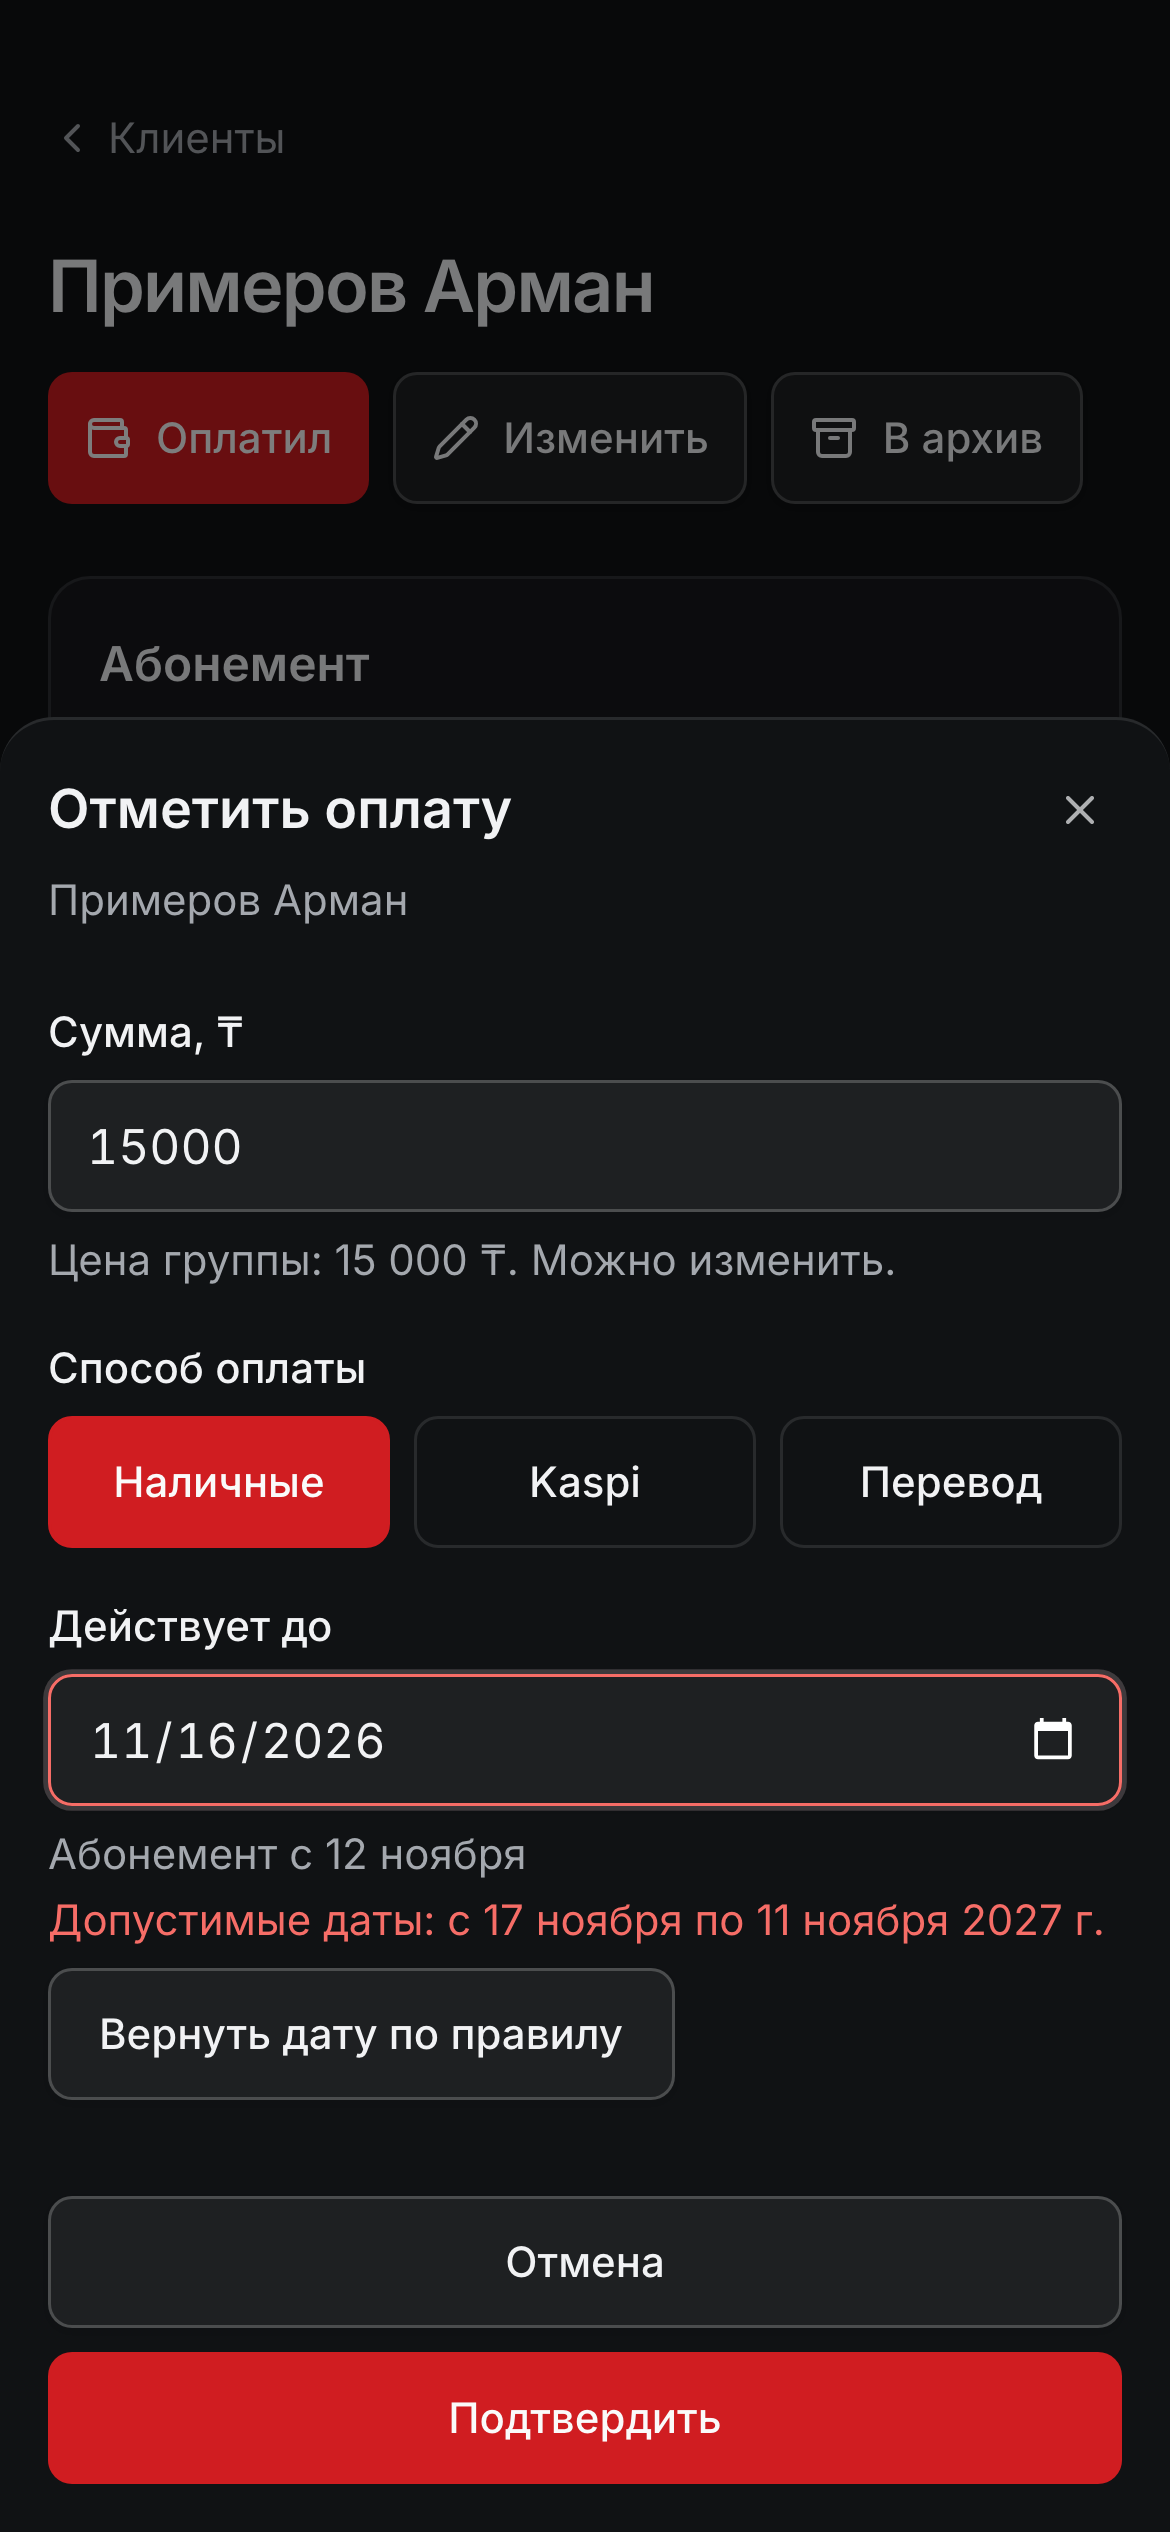 Клиенты
Примеров Арман
Оплатил
Изменить
В архив
Абонемент
Отметить оплату
Примеров Арман
Сумма, ₸
15000
Цена группы: 15 000 ₸. Можно изменить.
Способ оплаты
Наличные
Kaspi
Перевод
Действует до
11/16/2026
Абонемент с 12 ноября
Допустимые даты: с 17 ноября по 11 ноября 2027 г.
Вернуть дату по правилу
Отмена
Подтвердить